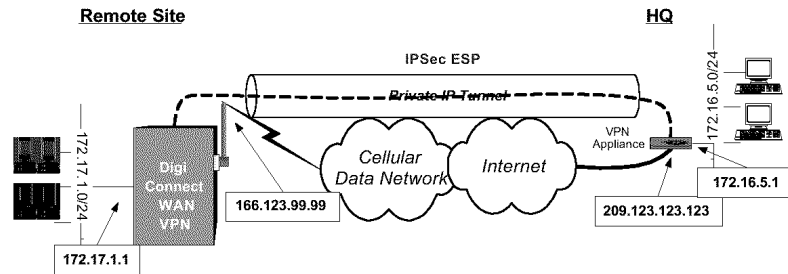 Remote Site
HQ
IPSec ESP
Private IP Tunnel
172.16.5.0/24
VPN
Appliance
172.17.1.0/24
Digi
Connect
WAN
VPN
Cellular
Data Network
Internet
172.16.5.1
166.123.99.99
209.123.123.123
172.17.1.1